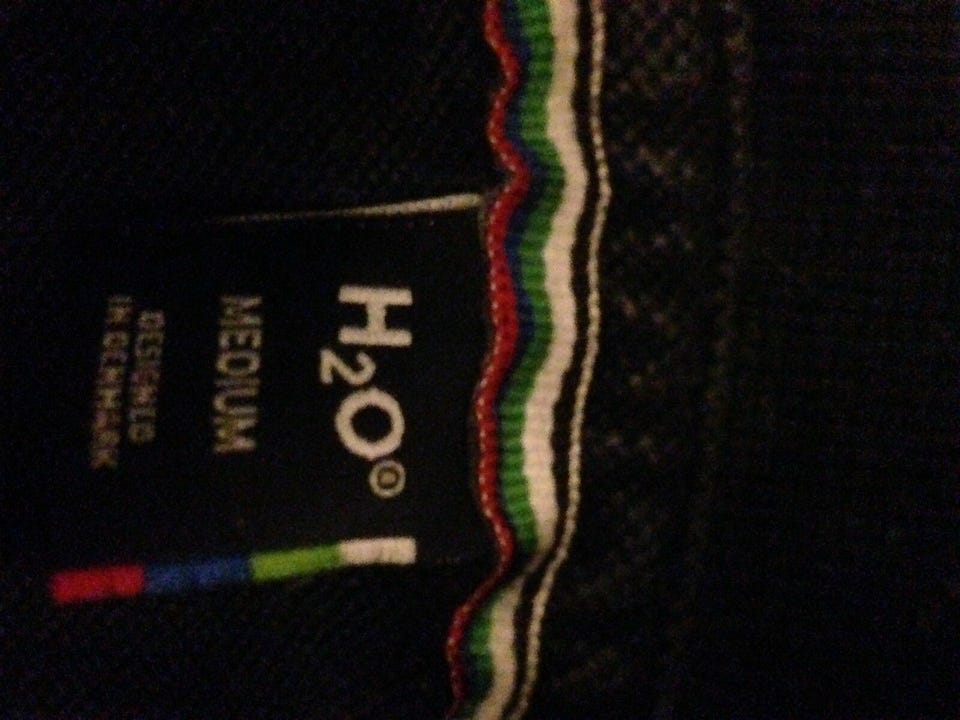 H2O®
MEDIUM
DESIGNED
IN DENMARK